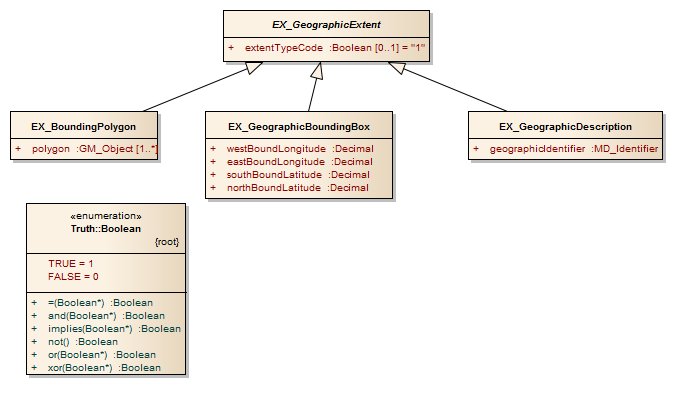 EX_GeographicExtent
+ extentTypeCode :Boolean [0..1] = "1"
EX_BoundingPolygon
+ polygon :GM_Object [1..*]
EX_GeographicBoundingBox
+ westBoundLongitude :Decimal
+ eastBoundLongitude :Decimal
+ southBoundLatitude :Decimal
+ northBoundLatitude :Decimal
EX_GeographicDescription
+ geographicIdentifier :MD_Identifier
«enumeration»
Truth::Boolean
{root}
TRUE = 1
FALSE = 0
+ =(Boolean*) :Boolean
+ and(Boolean*) :Boolean
+ implies(Boolean*) :Boolean
+ not() :Boolean
+ or(Boolean*) :Boolean
+ xor(Boolean*) :Boolean